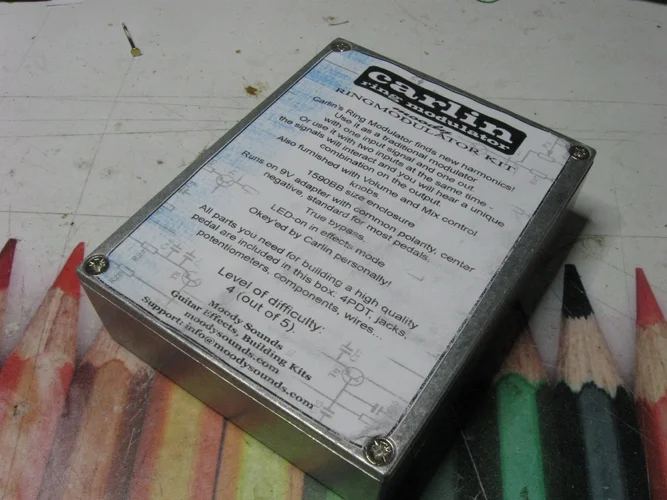 carlin
ring modulator
moody
RINGMODULATOR KIT
Carlin's Ring Modulator finds new harmonics!
Use it as a traditional modulator
with one input signal and one out.
Or use it with two inputs at the same time -
the signals will interact and you will hear a unique
combination on the output.
Also furnished with Volume and Mix control
knobs.
1590BB size enclosure
Runs on 9V adapter with common polarity, center
negative, standard for most pedals.
True bypass.
LED-on in effects mode
Okey'ed by Carlin personally!
All parts you need for building a high quality
pedal are included in this box. 4PDT, jacks,
potentiometers, components, wires...
Level of difficulty:
4 (out of 5)
Moody Sounds
Guitar Effects, Building Kits
moodysounds.com
Support: info@moodysounds.com